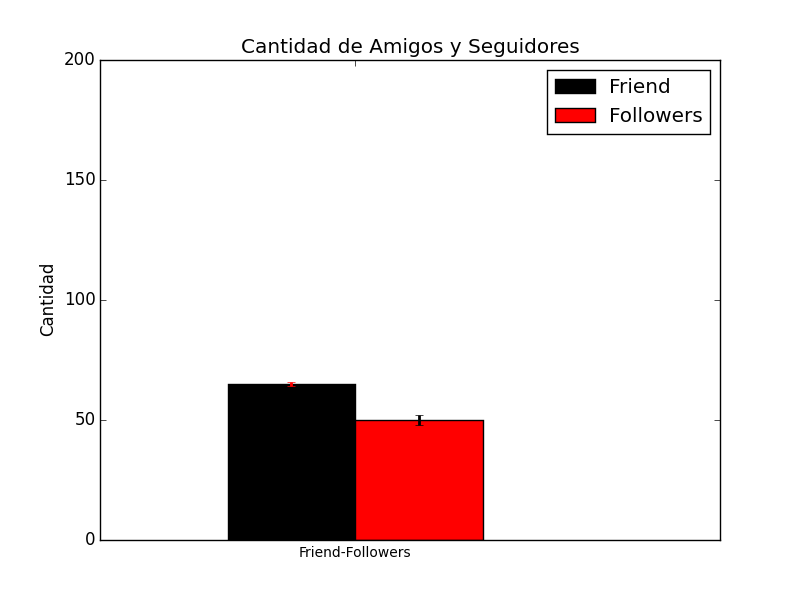 Cantidad de Amigos y Seguidores
200
150
100
50
0
Cantidad
Friend
Followers
Friend-Followers